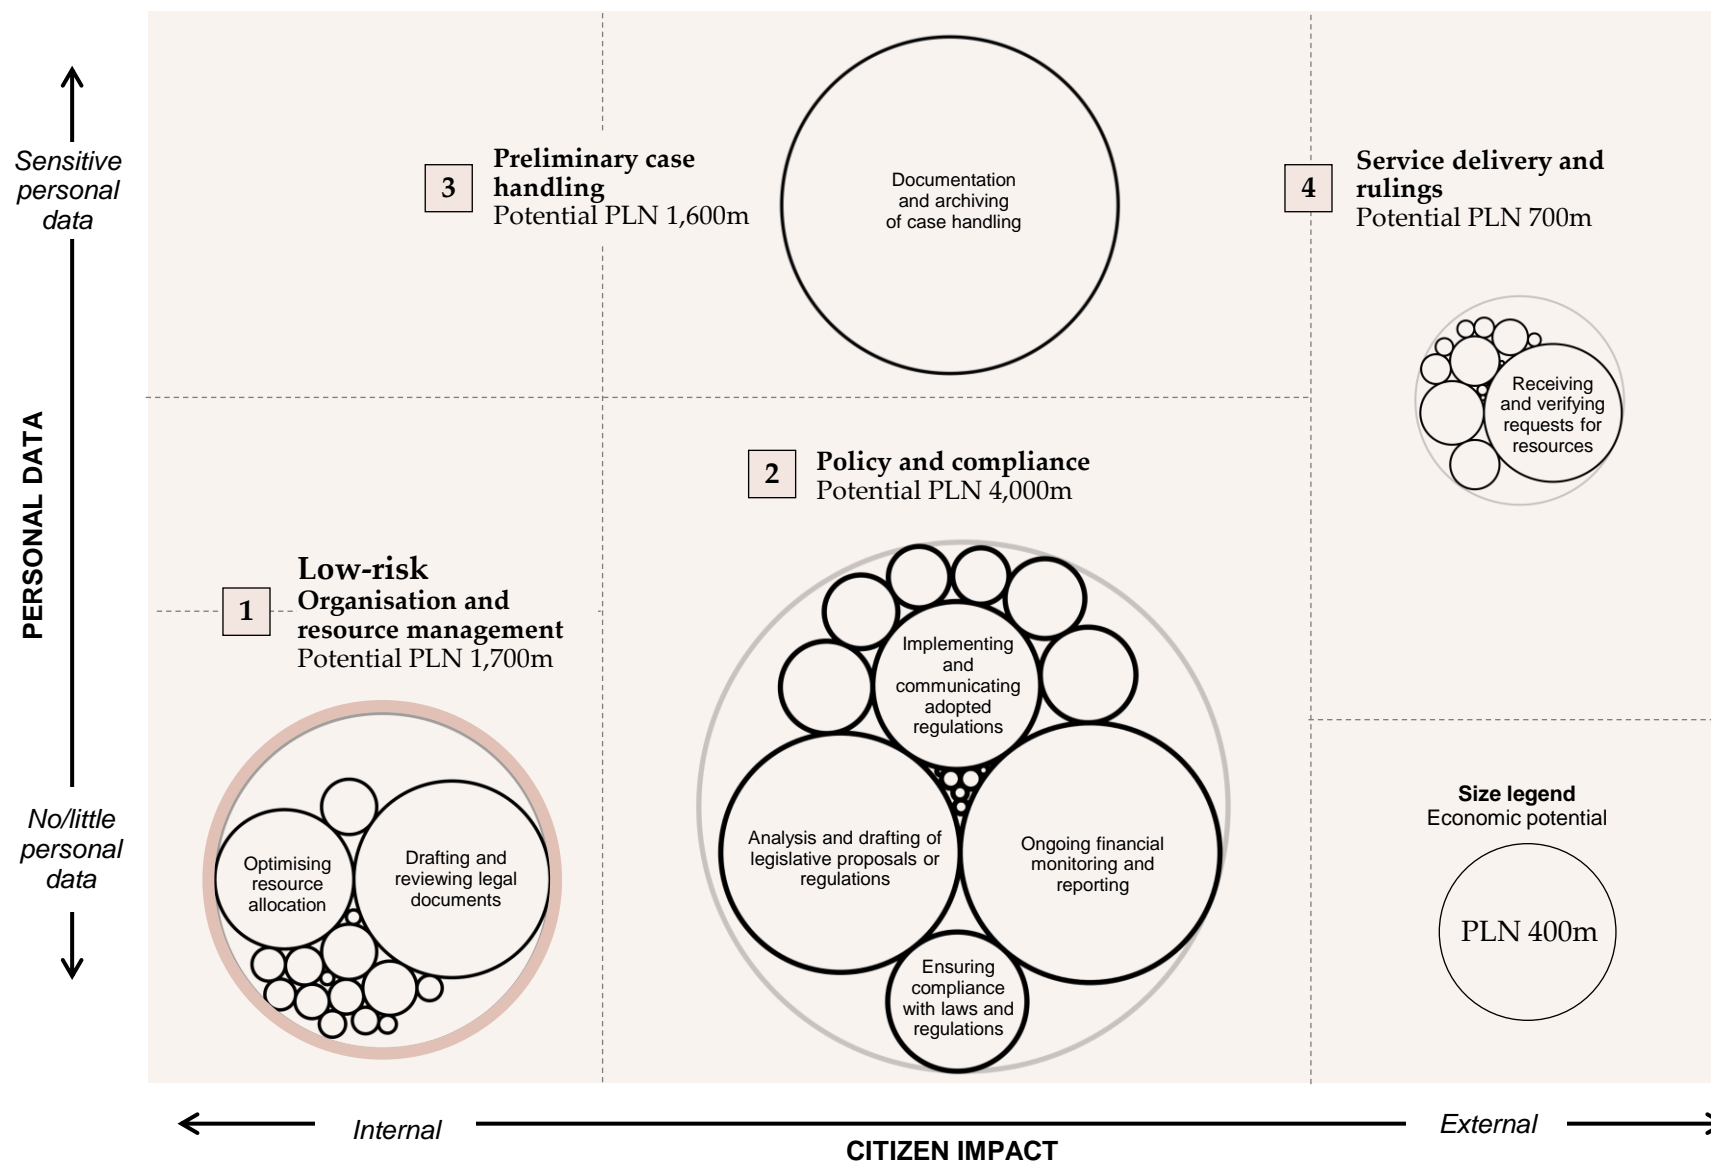 Sensitive
personal
data
PERSONAL DATA
No/little
personal
data
3
Preliminary case
handling
Potential PLN 1,600m
Documentation
and archiving
of case handling
4
Service delivery and
rulings
Potential PLN 700m
Receiving
and verifying
requests for
resources
2
Policy and compliance
Potential PLN 4,000m
1
Low-risk
Organisation and
resource management
Potential PLN 1,700m
Implementing
and
communicating
adopted
regulations
Analysis and drafting of
legislative proposals or
regulations
Ongoing financial
monitoring and
reporting
Ensuring
compliance
with laws and
regulations
Optimising
resource
allocation
Drafting and
reviewing legal
documents
Size legend
Economic potential
PLN 400m
Internal
CITIZEN IMPACT
External